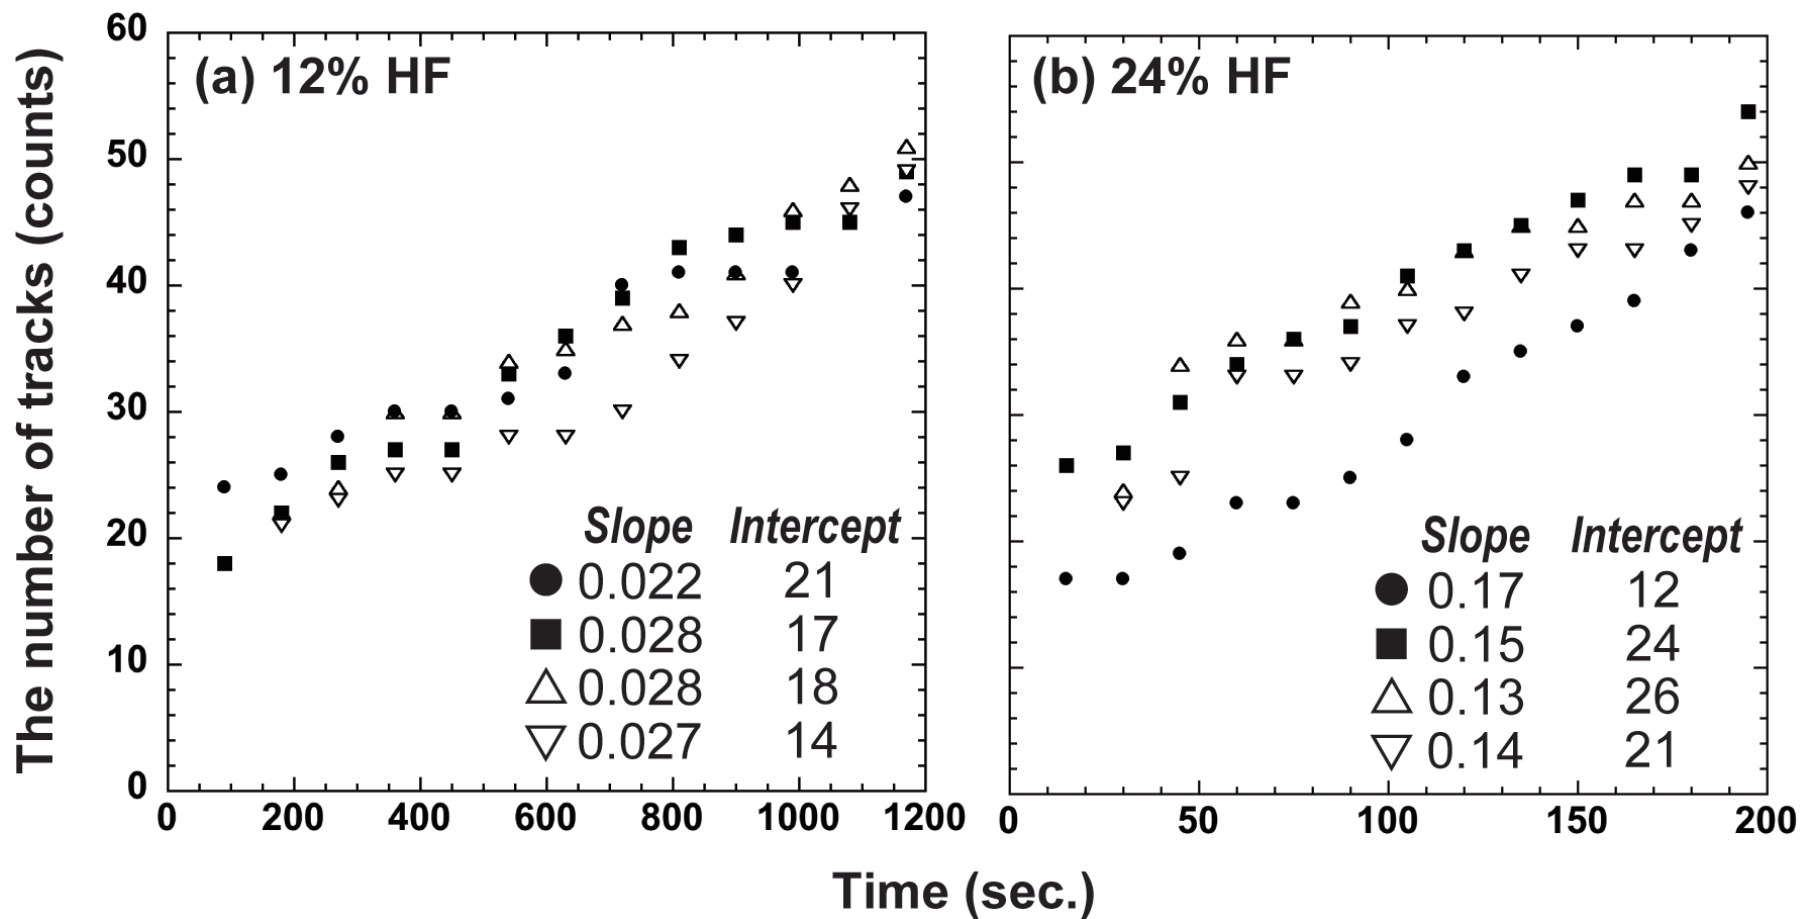 The number of tracks (counts)
60
50
40
30
20
10
0
(a) 12% HF
Slope Intercept
0.022 21
0.028 17
0.028 18
0.027 14
0 200 400 600 800 1000 1200
(b) 24% HF
Slope Intercept
0.17 12
0.15 24
0.13 26
0.14 21
0 50 100 150 200
Time (sec.)